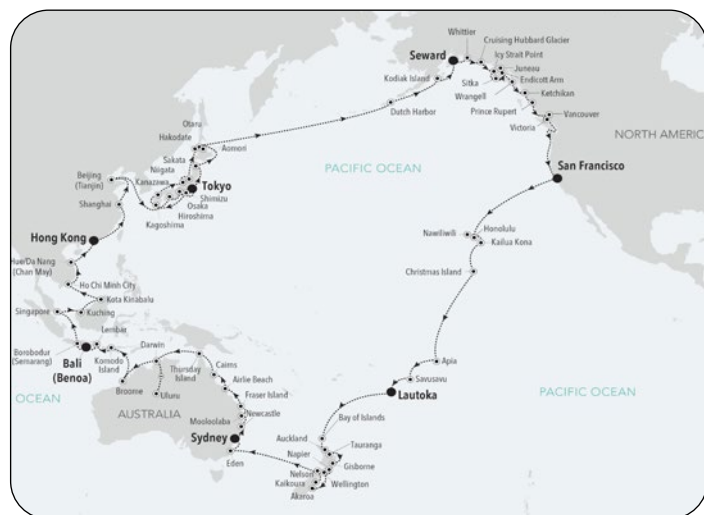 Whittier
Cruising Hubbard Glacier
Icy Strait Point
Seward
Juneau
Kodiak Island
Sitka
Endicott Arm
Wrangell
Ketchikan
Dutch Harbor
Prince Rupert
Vancouver
Victoria
NORTH AMERIC
Otaru
Hakodate
Aomori
Sakata
Niigata
PACIFIC OCEAN
Beijing
(Tianjin)
Kanazawa
Tokyo
San Francisco
Shimizu
Osaka
Hiroshima
Shanghai
Kagoshima
Nawiliwili
Honolulu
Hong Kong
Kailua Kona
Hue/Da Nang
(Chan May)
Christmas Island
Ho Chi Minh City
Kota Kinabalu
Singapore
Kuching
Lembar
Darwin
Borobodur
(Semarang)
Komodo
Island
Bali
(Benoa)
Thursday
Island
Cairns
Apia
Savusavu
Airlie Beach
Broome
Uluru
Fraser Island
Lautoka
PACIFIC OCEAN
OCEAN
AUSTRALIA
Mooloolaba
Newcastle
Bay of Islands
Sydney
Auckland
Tauranga
Napier
Eden
Gisborne
Nelson
Kaikoura
Wellington
Akaroa